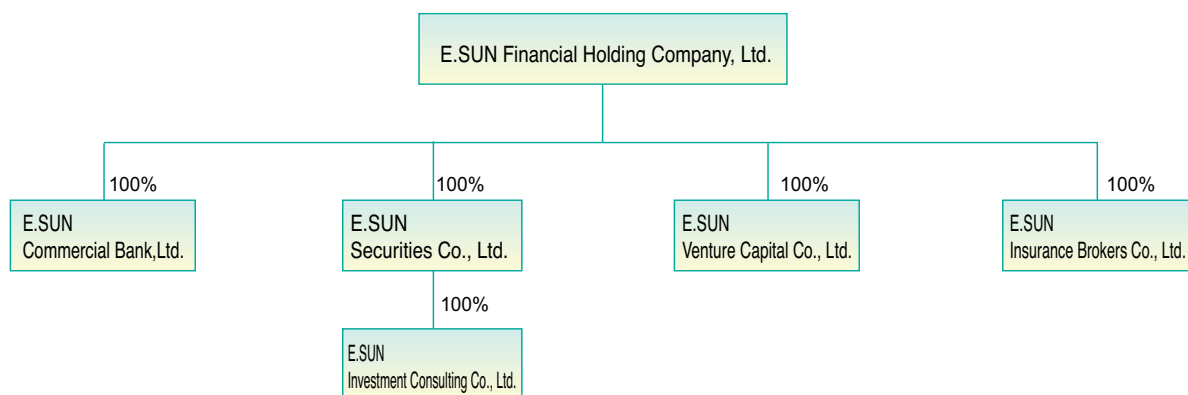 E.SUN Financial Holding Company, Ltd.
100%
100%
100%
100%
E.SUN
Commercial Bank,Ltd.
E.SUN
Securities Co., Ltd.
E.SUN
Venture Capital Co., Ltd.
E.SUN
Insurance Brokers Co., Ltd.
100%
E.SUN
Investment Consulting Co., Ltd.